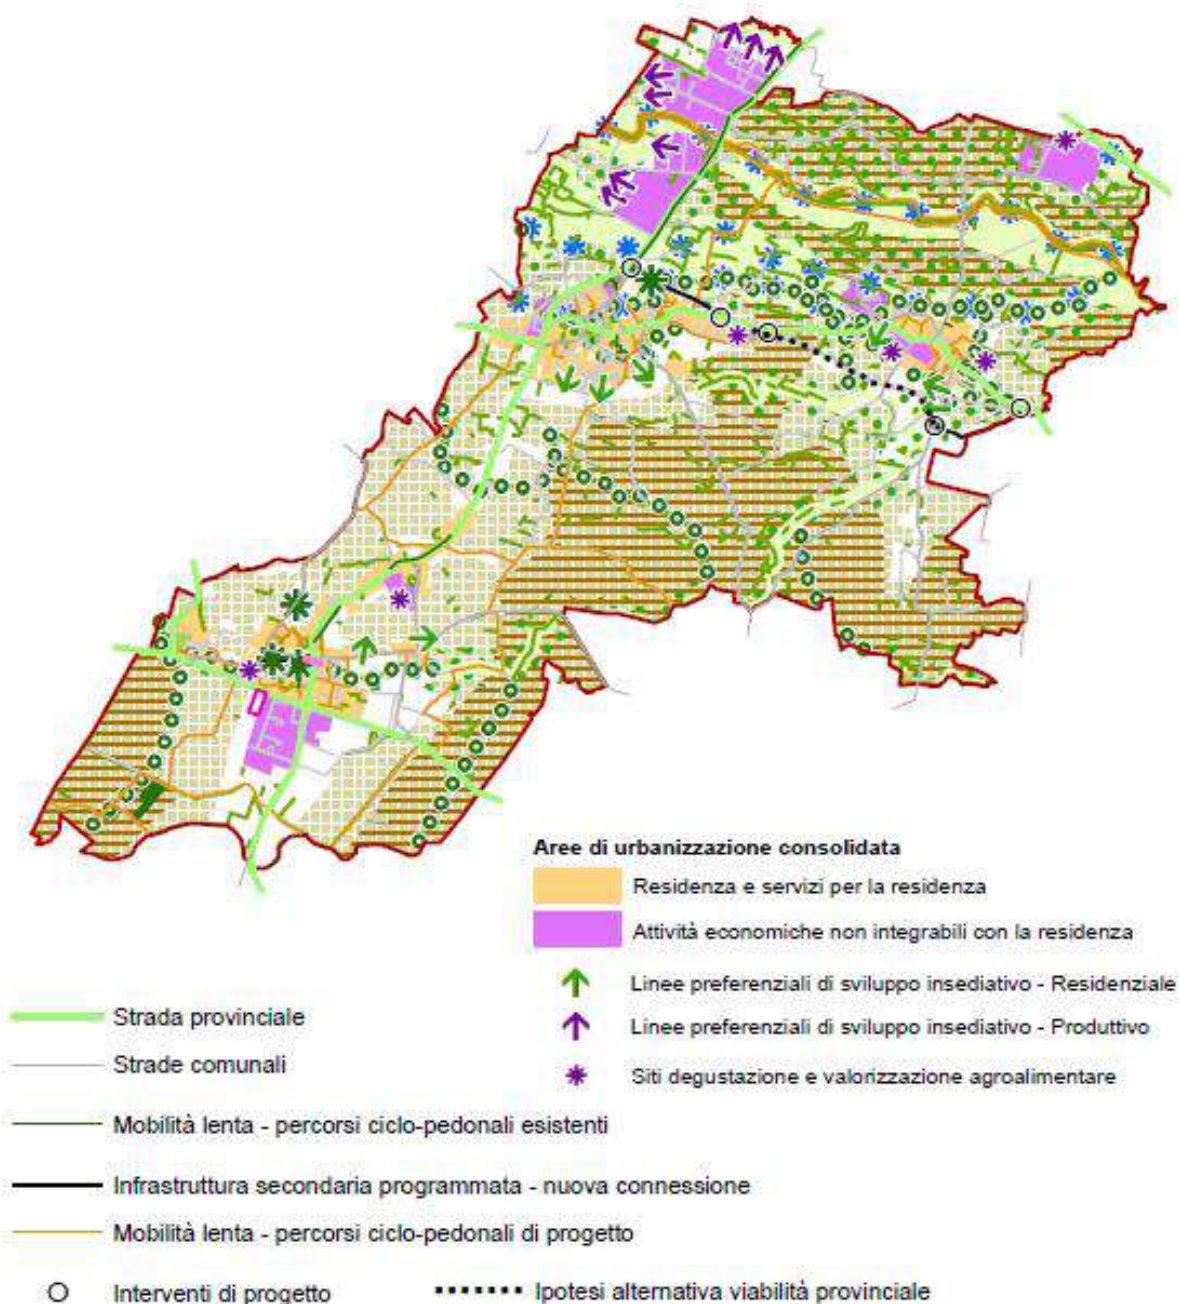 Aree di urbanizzazione consolidata
Residenza e servizi per la residenza
Attività economiche non integrabili con la residenza
Linee preferenziali di sviluppo insediativo - Residenziale
Linee preferenziali di sviluppo insediativo - Produttivo
Siti degustazione e valorizzazione agroalimentare
Strada provinciale
Strade comunali
Mobilità lenta - percorsi ciclo-pedonali esistenti
Infrastruttura secondaria programmata - nuova connessione
Mobilità lenta - percorsi ciclo-pedonali di progetto
Interventi di progetto
Ipotesi alternativa viabilità provinciale